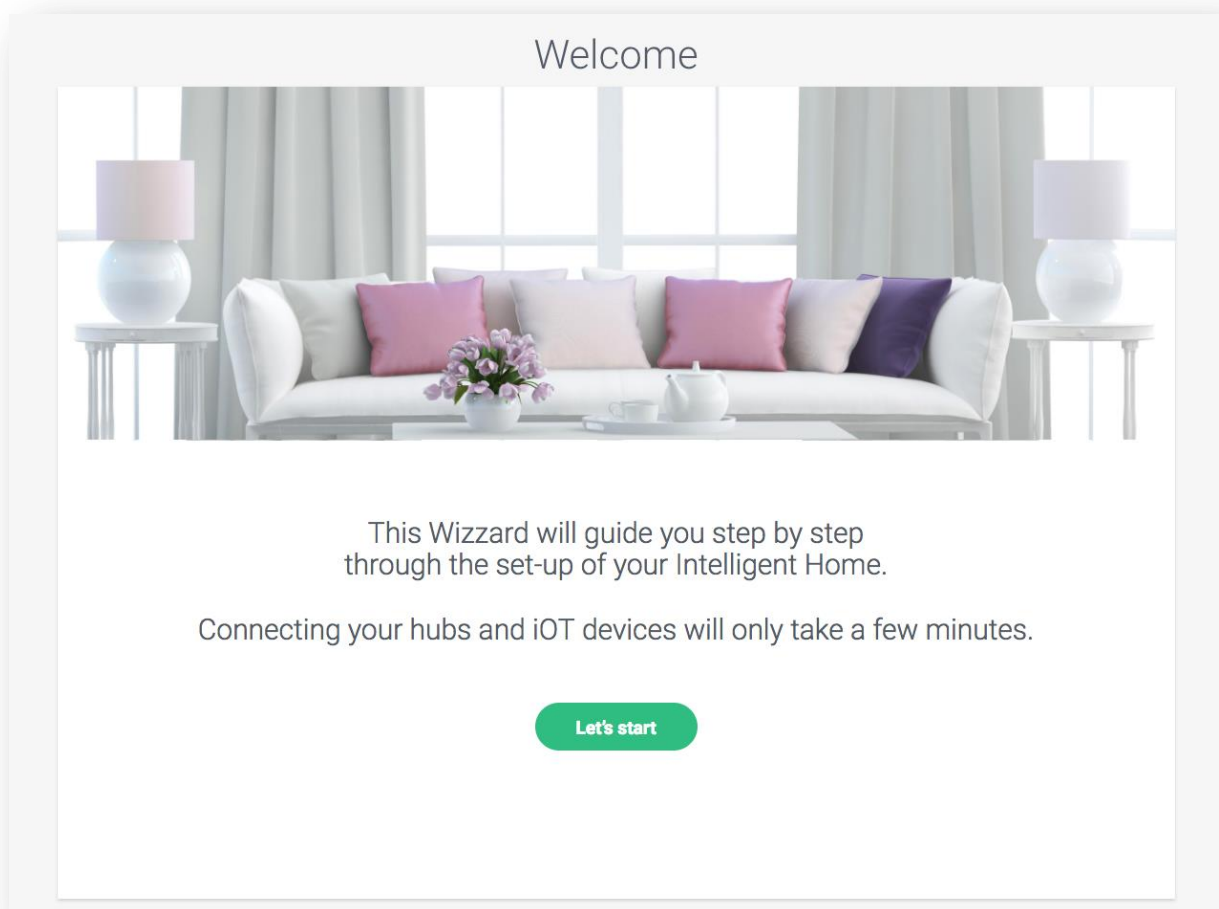 Welcome
This Wizzard will guide you step by step
through the set-up of your Intelligent Home.
Connecting your hubs and iOT devices will only take a few minutes.
Let's start